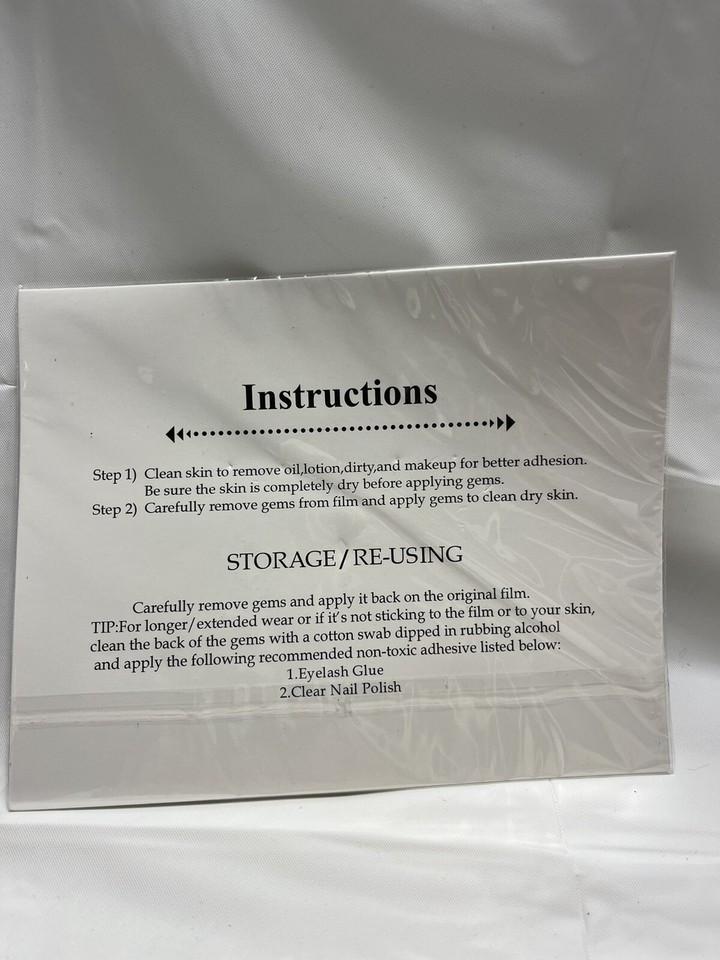 Instructions
Step 1) Clean skin to remove oil,lotion,dirty,and makeup for better adhesion.
Be sure the skin is completely dry before applying gems.
Step 2) Carefully remove gems from film and apply gems to clean dry skin.
STORAGE/RE-USING
Carefully remove gems and apply it back on the original film.
TIP:For longer/extended wear or if it's not sticking to the film or to your skin,
clean the back of the gems with a cotton swab dipped in rubbing alcohol
and apply the following recommended non-toxic adhesive listed below:
1.Eyelash Glue
2.Clear Nail Polish